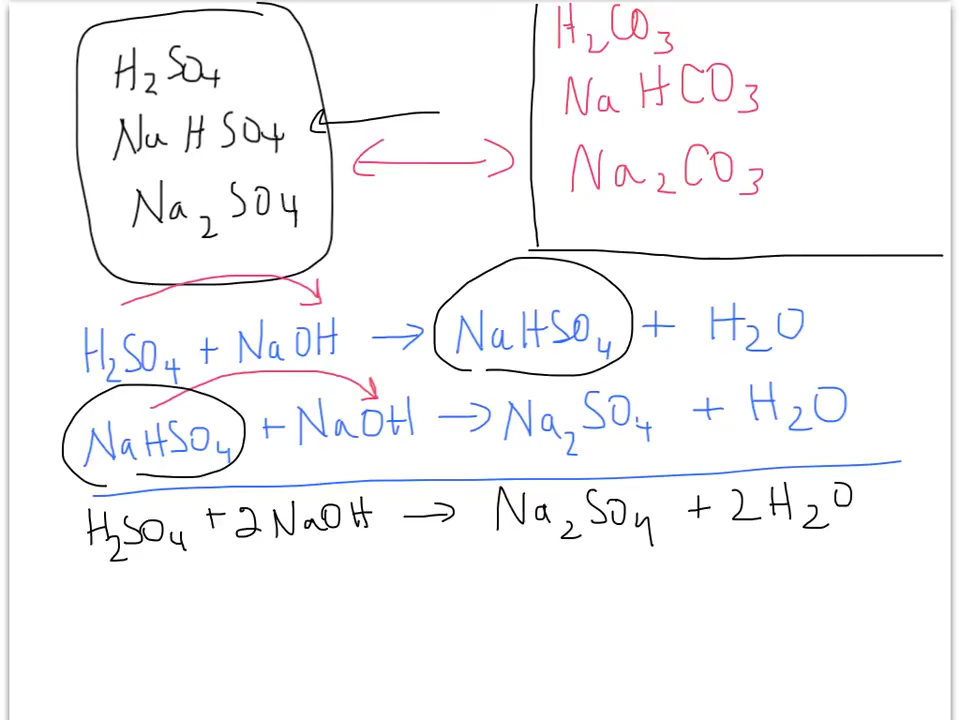 H2SO4
NaHSO4
Na2SO4
H2CO3
NaHCO3
Na2CO3
H2SO4 + NaOH → NaHSO4 + H2O
NaHSO4 + NaOH → Na2SO4 + H2O
H2SO4 + 2NaOH → Na2SO4 + 2H2O